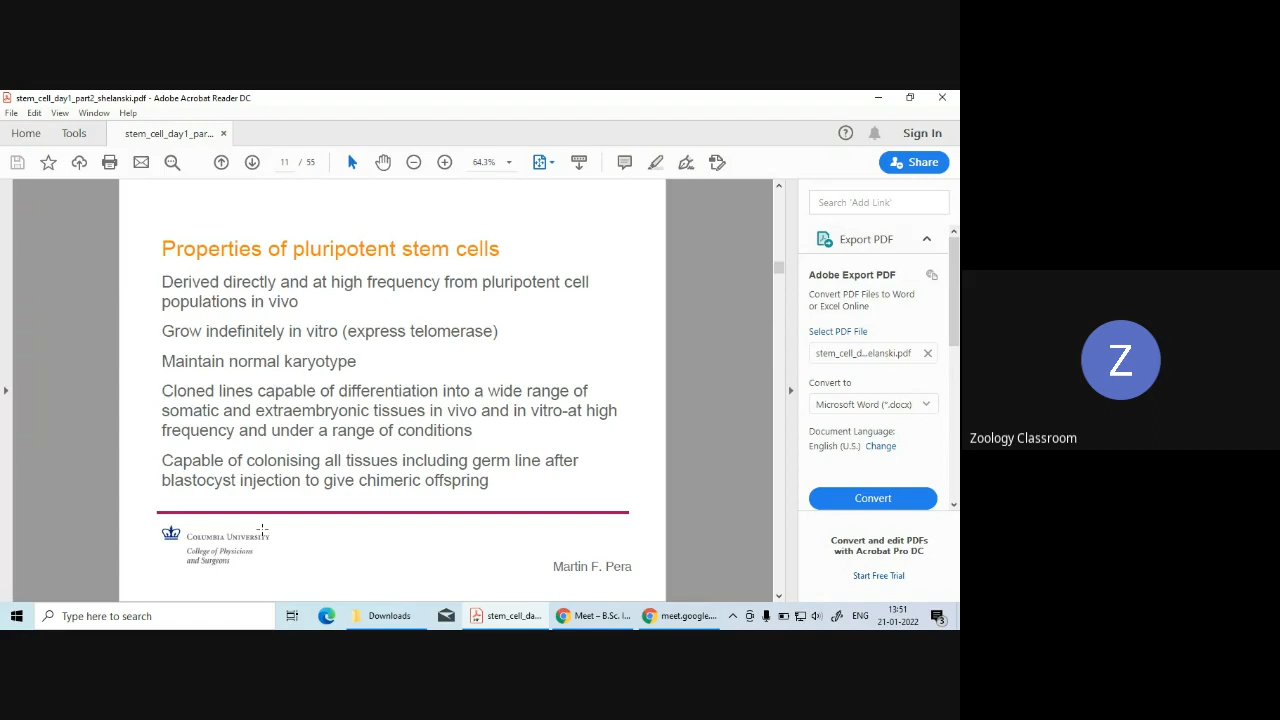 stem_cell_day1_part2_shelanski.pdf - Adobe Acrobat Reader DC
File Edit View Window Help
Home Tools stem_cell_day1_par... × Sign In
11 / 55 64.3% Share
Properties of pluripotent stem cells
Derived directly and at high frequency from pluripotent cell
populations in vivo
Grow indefinitely in vitro (express telomerase)
Maintain normal karyotype
Cloned lines capable of differentiation into a wide range of
somatic and extraembryonic tissues in vivo and in vitro-at high
frequency and under a range of conditions
Capable of colonising all tissues including germ line after
blastocyst injection to give chimeric offspring
COLUMBIA UNIVERSITY
College of Physicians
and Surgeons
Martin F. Pera
Search 'Add Link'
Export PDF
Adobe Export PDF
Convert PDF Files to Word
or Excel Online
Select PDF File
stem_cell_d...elanski.pdf
Convert to
Microsoft Word (*.docx)
Document Language:
English (U.S.) Change
Convert
Convert and edit PDFs
with Acrobat Pro DC
Start Free Trial
Z
Zoology Classroom
Type here to search Downloads stem_cell_da... Meet – B.Sc. i... meet.google.... ENG
13:51
21-01-2022
3